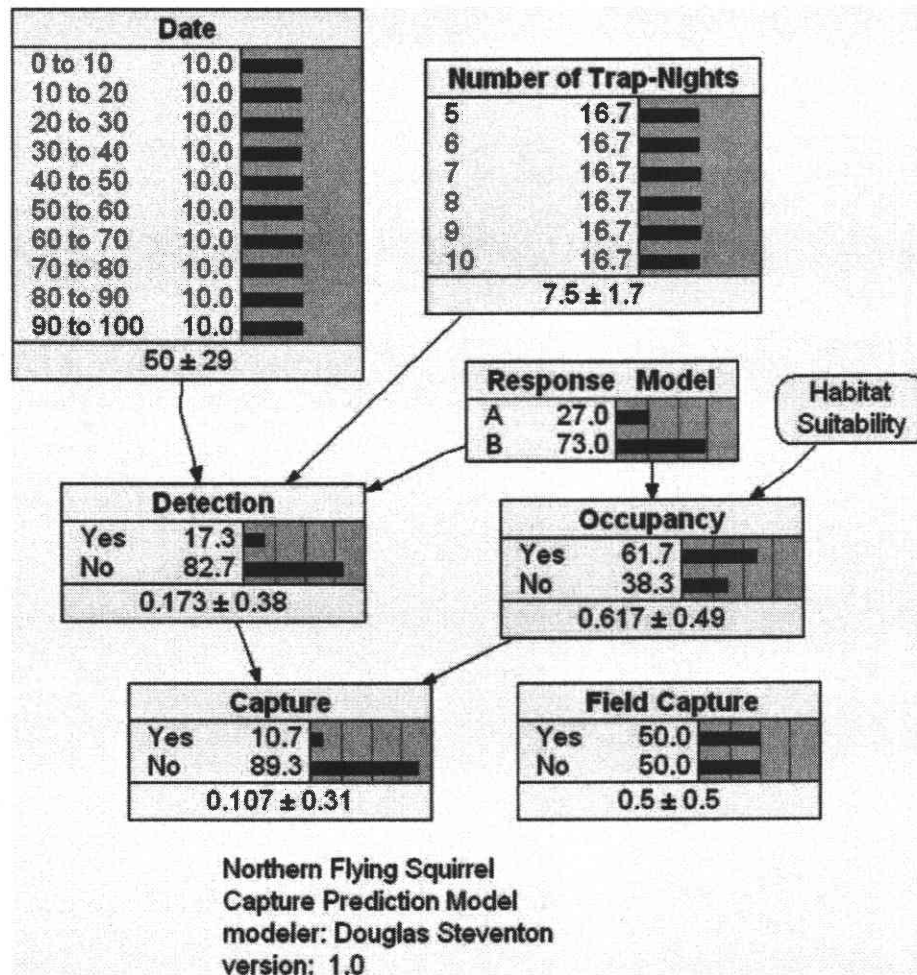 Date
0 to 10 10.0
10 to 20 10.0
20 to 30 10.0
30 to 40 10.0
40 to 50 10.0
50 to 60 10.0
60 to 70 10.0
70 to 80 10.0
80 to 90 10.0
90 to 100 10.0
50 ± 29
Number of Trap-Nights
5 16.7
6 16.7
7 16.7
8 16.7
9 16.7
10 16.7
7.5 ± 1.7
Response Model
A 27.0
B 73.0
Habitat
Suitability
Detection
Yes 17.3
No 82.7
0.173 ± 0.38
Occupancy
Yes 61.7
No 38.3
0.617 ± 0.49
Capture
Yes 10.7
No 89.3
0.107 ± 0.31
Field Capture
Yes 50.0
No 50.0
0.5 ± 0.5
Northern Flying Squirrel
Capture Prediction Model
modeler: Douglas Steventon
version: 1.0